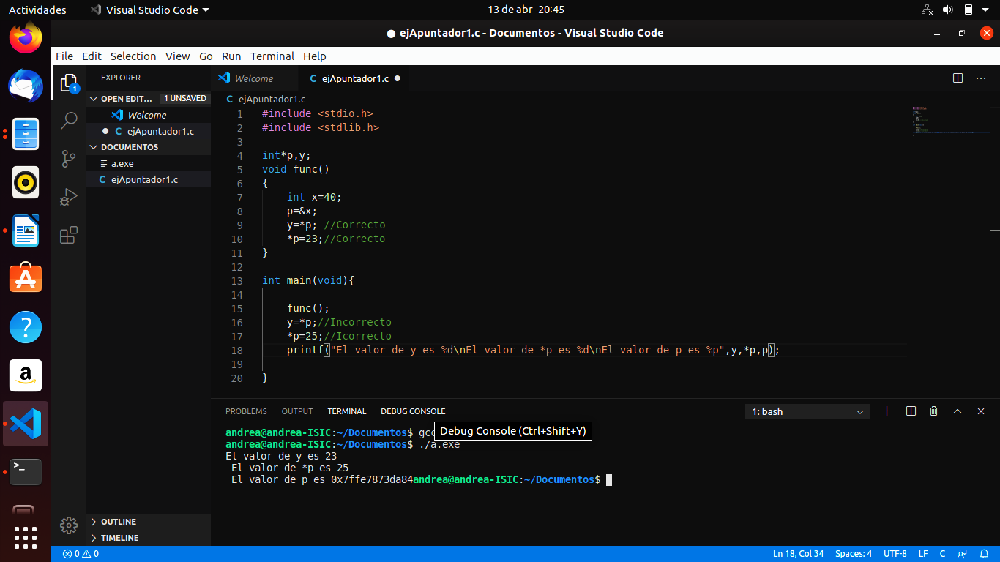 Actividades Visual Studio Code 13 de abr 20:45
ejApuntador1.c - Documentos - Visual Studio Code
File Edit Selection View Go Run Terminal Help
EXPLORER
1
OPEN EDIT... 1 UNSAVED
Welcome
C ejApuntador1.c
DOCUMENTOS
a.exe
C ejApuntador1.c
OUTLINE
TIMELINE
Welcome C ejApuntador1.c
C ejApuntador1.c
1 #include <stdio.h>
2 #include <stdlib.h>
3
4 int*p,y;
5 void func()
6 {
7 int x=40;
8 p=&x;
9 y=*p; //Correcto
10 *p=23;//Correcto
11 }
12
13 int main(void){
14
15 func();
16 y=*p;//Incorrecto
17 *p=25;//Icorrecto
18 printf("El valor de y es %d\nEl valor de *p es %d\nEl valor de p es %p",y,*p,p);
19
20 }
PROBLEMS OUTPUT TERMINAL DEBUG CONSOLE 1: bash
andrea@andrea-ISIC:~/Documentos$ gcc
Debug Console (Ctrl+Shift+Y)
andrea@andrea-ISIC:~/Documentos$ ./a.exe
El valor de y es 23
El valor de *p es 25
El valor de p es 0x7ffe7873da84andrea@andrea-ISIC:~/Documentos$
0 0 Ln 18, Col 34 Spaces: 4 UTF-8 LF C